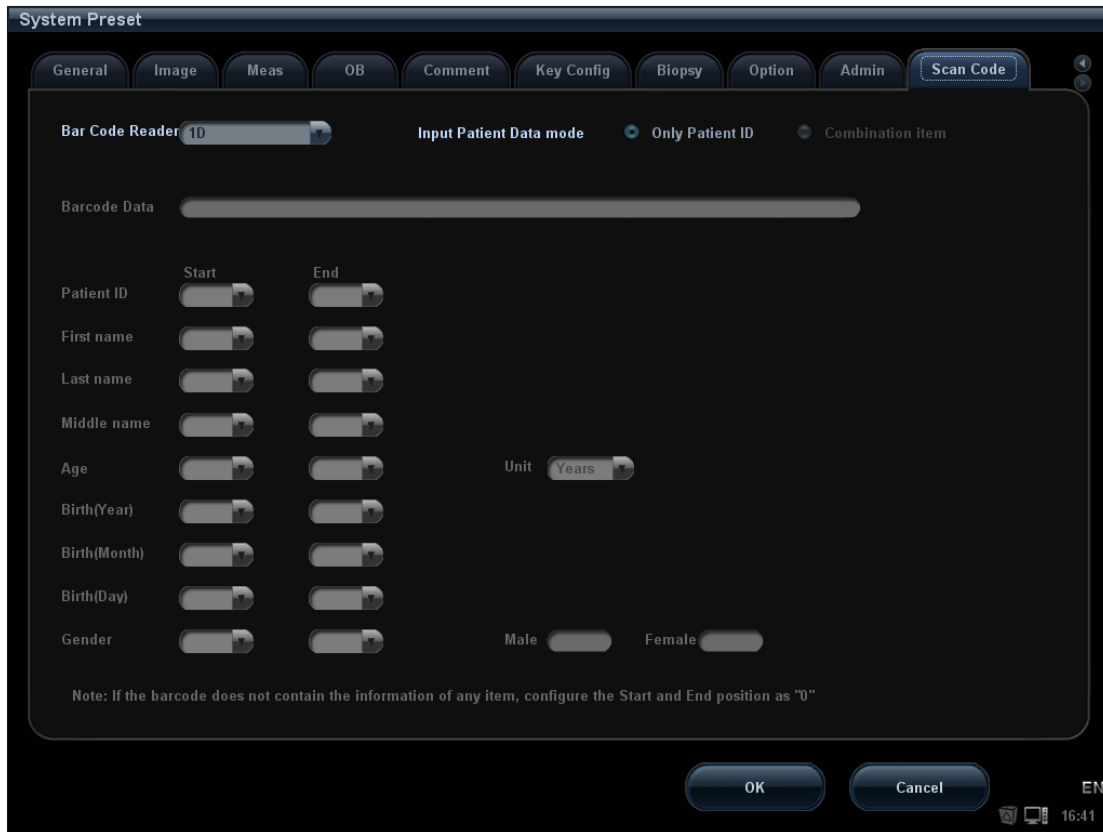 System Preset
General Image Meas OB Comment Key Config Biopsy Option Admin Scan Code
Bar Code Reader 1D Input Patient Data mode Only Patient ID Combination item
Barcode Data
Start End
Patient ID
First name
Last name
Middle name
Age Unit Years
Birth(Year)
Birth(Month)
Birth(Day)
Gender Male Female
Note: If the barcode does not contain the information of any item, configure the Start and End position as "0"
OK Cancel EN
16:41